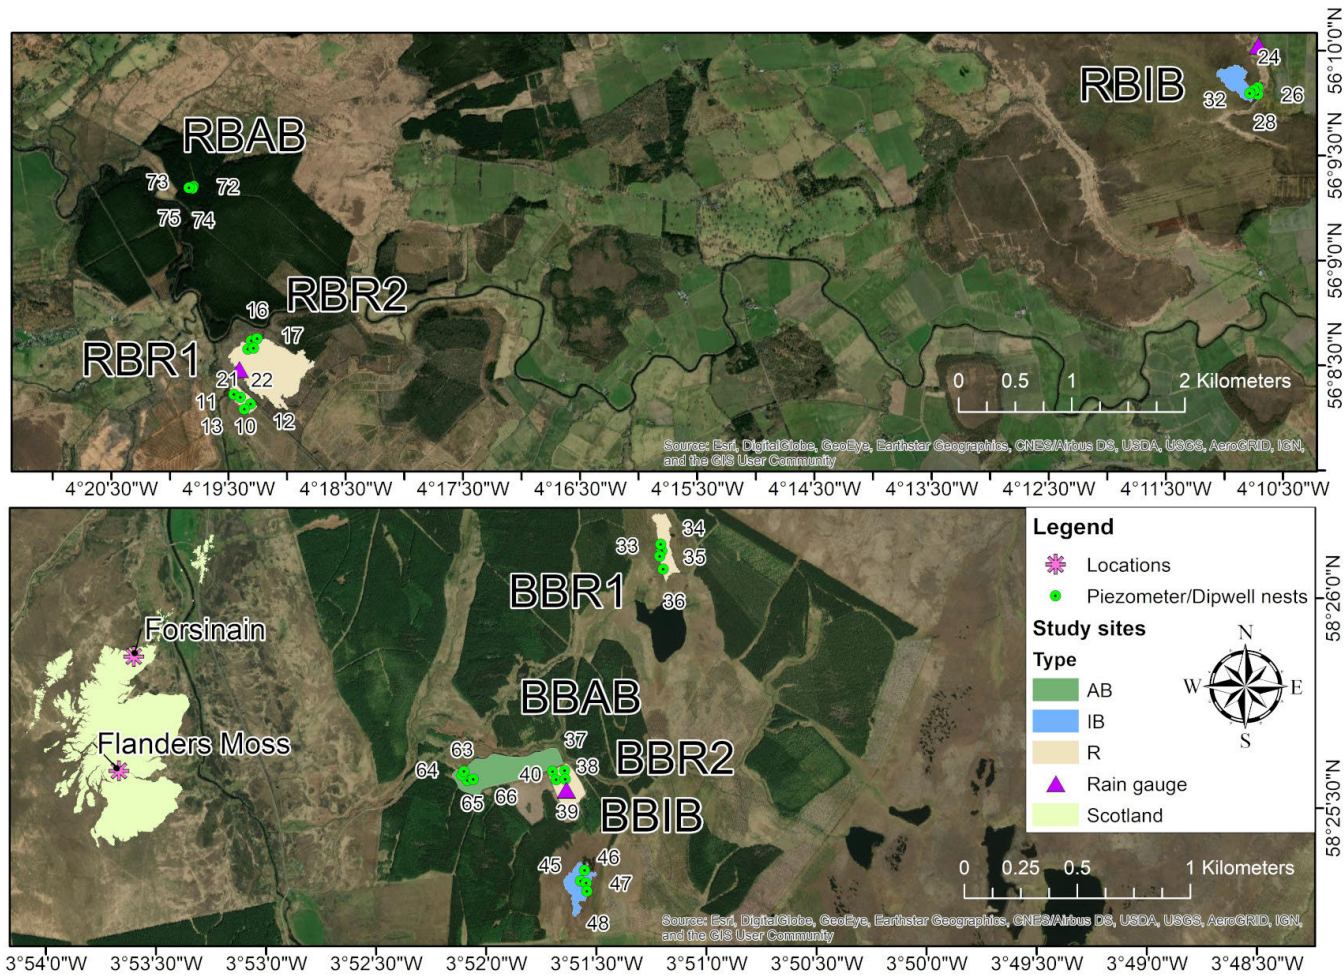 RBIB
24
32
26
28
RBAB
73
72
75
74
RBR2
16
17
RBR1
21
22
11
12
13
10
0 0.5 1 2 Kilometers
Source: Esri, DigitalGlobe, GeoEye, Earthstar Geographics, CNES/Airbus DS, USDA, USGS, AeroGRID, IGN,
and the GIS User Community
56°10'0"N
56°9'30"N
56°9'0"N
56°8'30"N
4°20'30"W 4°19'30"W 4°18'30"W 4°17'30"W 4°16'30"W 4°15'30"W 4°14'30"W 4°13'30"W 4°12'30"W 4°11'30"W 4°10'30"W
34
33
35
BBR1
36
Forsinain
Flanders Moss
BBAB
37
63
BBR2
64
40
38
65
66
39
BBIB
45
46
47
48
Legend
Locations
Piezometer/Dipwell nests
Study sites
Type
AB
IB
R
Rain gauge
Scotland
N
W E
S
0 0.25 0.5 1 Kilometers
Source: Esri, DigitalGlobe, GeoEye, Earthstar Geographics, CNES/Airbus DS, USDA, USGS, AeroGRID, IGN,
and the GIS User Community
58°26'0"N
58°25'30"N
3°54'0"W 3°53'30"W 3°53'0"W 3°52'30"W 3°52'0"W 3°51'30"W 3°51'0"W 3°50'30"W 3°50'0"W 3°49'30"W 3°49'0"W 3°48'30"W